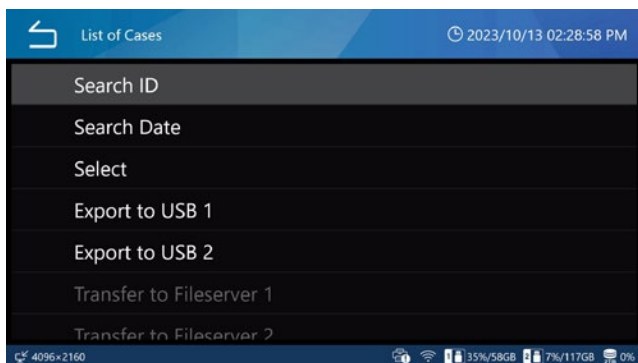 List of Cases
2023/10/13 02:28:58 PM
Search ID
Search Date
Select
Export to USB 1
Export to USB 2
Transfer to Fileserver 1
Transfer to Fileserver 2
4096×2160 1 35%/58GB 2 7%/117GB 0%